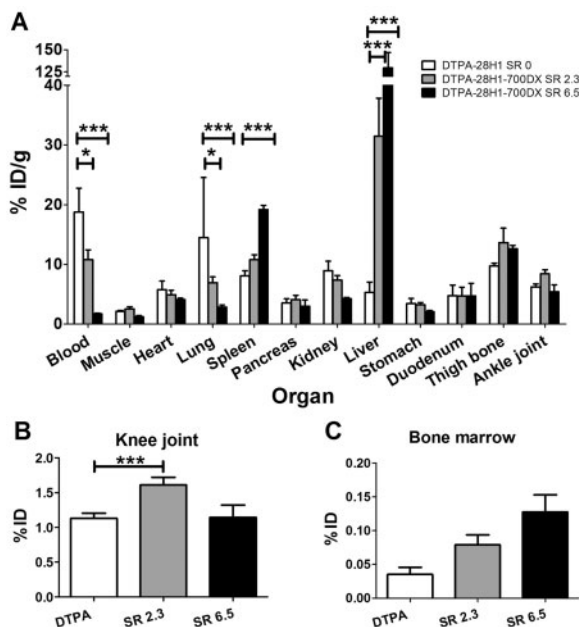 A
150
125
40
30
20
10
0
% ID/g
***
*
***
*
***
***
***
DTPA-28H1 SR 0
DTPA-28H1-700DX SR 2.3
DTPA-28H1-700DX SR 6.5
Blood
Muscle
Heart
Lung
Spleen
Pancreas
Kidney
Liver
Stomach
Duodenum
Thigh bone
Ankle joint
Organ
B
Knee joint
2.0
1.5
1.0
0.5
0.0
%ID
***
DTPA
SR 2.3
SR 6.5
C
Bone marrow
0.20
0.15
0.10
0.05
0.00
%ID
DTPA
SR 2.3
SR 6.5